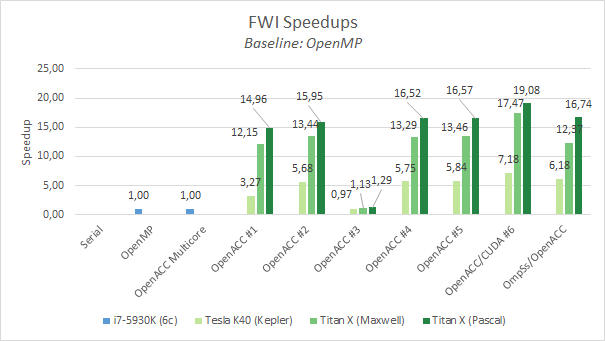 FWI Speedups
Baseline: OpenMP
Speedup
25,00
20,00
15,00
10,00
5,00
0,00
1,00
1,00
3,27
12,15
14,96
5,68
13,44
15,95
0,97
1,13
1,29
5,75
13,29
16,52
5,84
13,46
16,57
7,18
17,47
19,08
6,18
12,37
16,74
Serial
OpenMP
OpenACC Multicore
OpenACC #1
OpenACC #2
OpenACC #3
OpenACC #4
OpenACC #5
OpenACC/CUDA #6
OmpSs/OpenACC
i7-5930K (6c)
Tesla K40 (Kepler)
Titan X (Maxwell)
Titan X (Pascal)